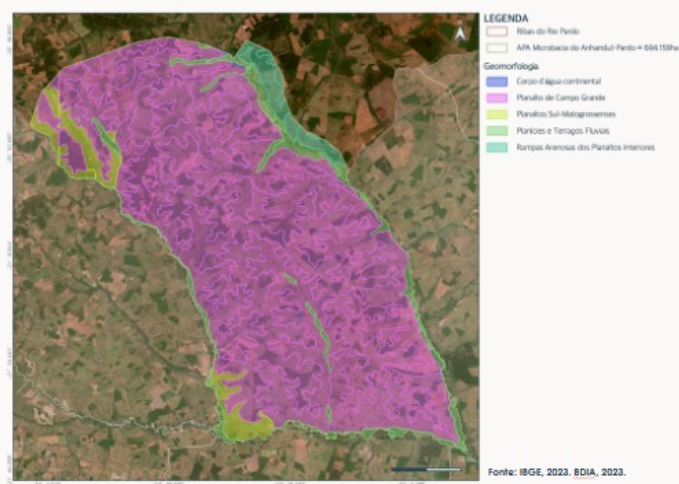 LEGENDA
Ribas do Rio Pardo
APA Microbacia do Anhanduí-Pardo = 694.159ha
Geomorfologia
Corpo d'água continental
Planalto de Campo Grande
Planaltos Sul-Matogrossenses
Planícies e Terraços Fluviais
Rampas Arenosas dos Planaltos Interiores
Fonte: IBGE, 2023. BDIA, 2023.